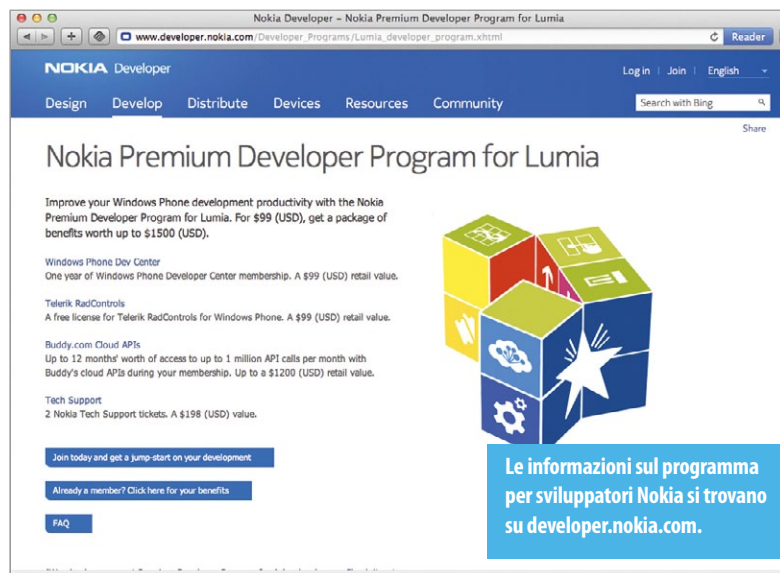 Nokia Developer – Nokia Premium Developer Program for Lumia
www.developer.nokia.com/Developer_Programs/Lumia_developer_program.xhtml
Reader
NOKIA Developer
Log in | Join | English
Design Develop Distribute Devices Resources Community
Search with Bing
Share
Nokia Premium Developer Program for Lumia
Improve your Windows Phone development productivity with the Nokia
Premium Developer Program for Lumia. For $99 (USD), get a package of
benefits worth up to $1500 (USD).
Windows Phone Dev Center
One year of Windows Phone Developer Center membership. A $99 (USD) retail value.
Telerik RadControls
A free license for Telerik RadControls for Windows Phone. A $99 (USD) retail value.
Buddy.com Cloud APIs
Up to 12 months' worth of access to up to 1 million API calls per month with
Buddy's cloud APIs during your membership. Up to a $1200 (USD) retail value.
Tech Support
2 Nokia Tech Support tickets. A $198 (USD) value.
Join today and get a jump-start on your development
Already a member? Click here for your benefits
FAQ
Le informazioni sul programma
per sviluppatori Nokia si trovano
su developer.nokia.com.